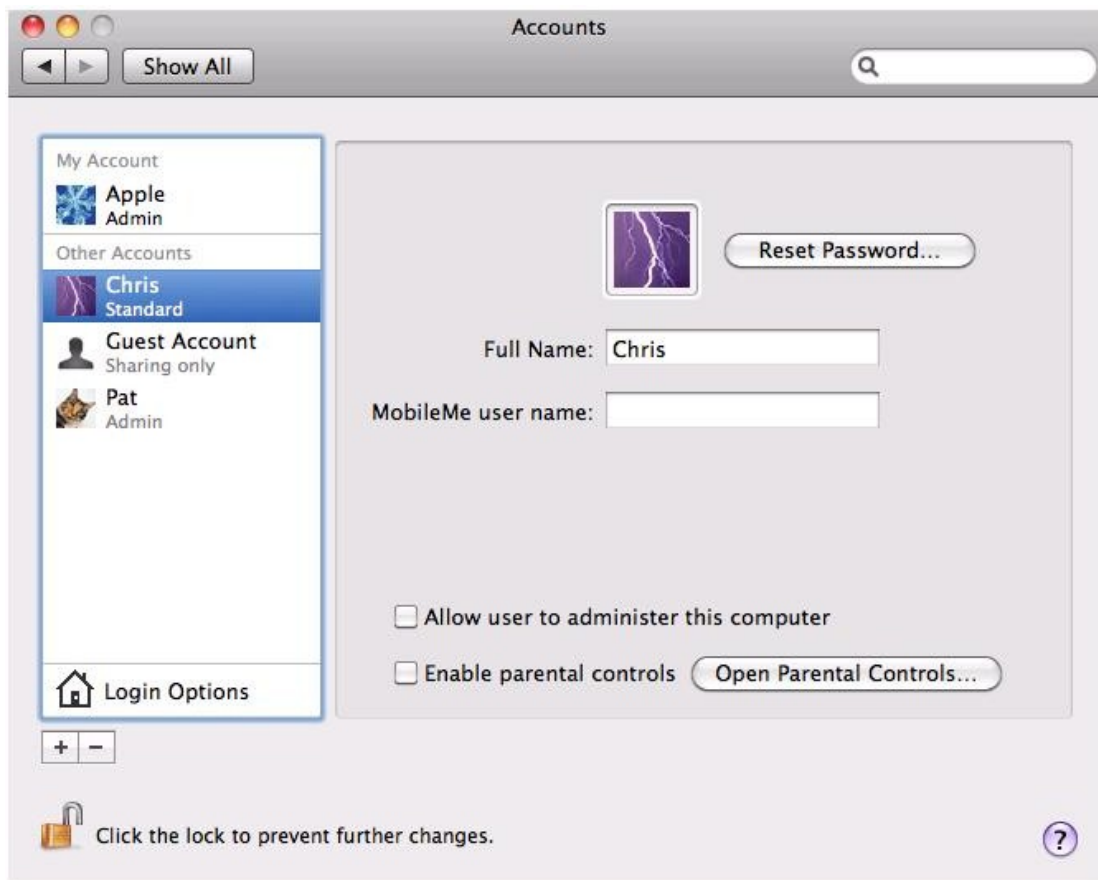 Accounts
Show All
My Account
Apple
Admin
Other Accounts
Chris
Standard
Guest Account
Sharing only
Pat
Admin
Login Options
Reset Password...
Full Name: Chris
MobileMe user name:
Allow user to administer this computer
Enable parental controls Open Parental Controls...
+ −
Click the lock to prevent further changes.
?